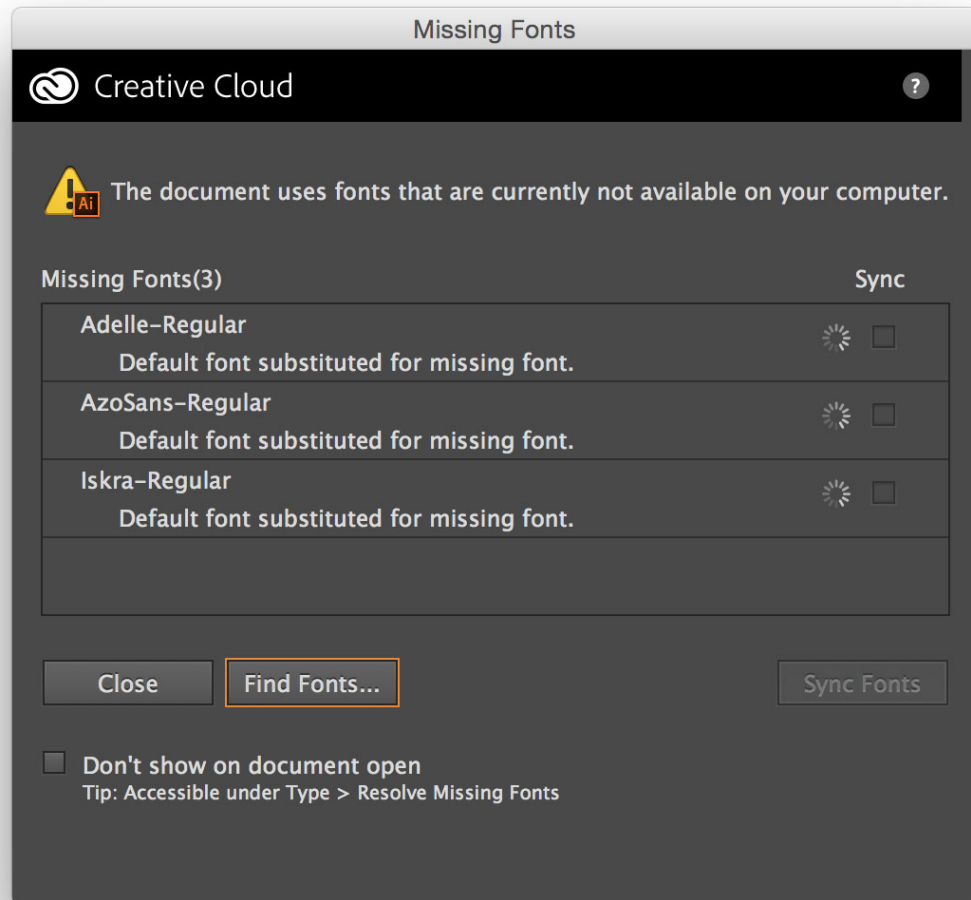 Missing Fonts
Creative Cloud
?
Ai
The document uses fonts that are currently not available on your computer.
Missing Fonts(3) Sync
Adelle-Regular
Default font substituted for missing font.
AzoSans-Regular
Default font substituted for missing font.
Iskra-Regular
Default font substituted for missing font.
Close Find Fonts... Sync Fonts
Don't show on document open
Tip: Accessible under Type > Resolve Missing Fonts